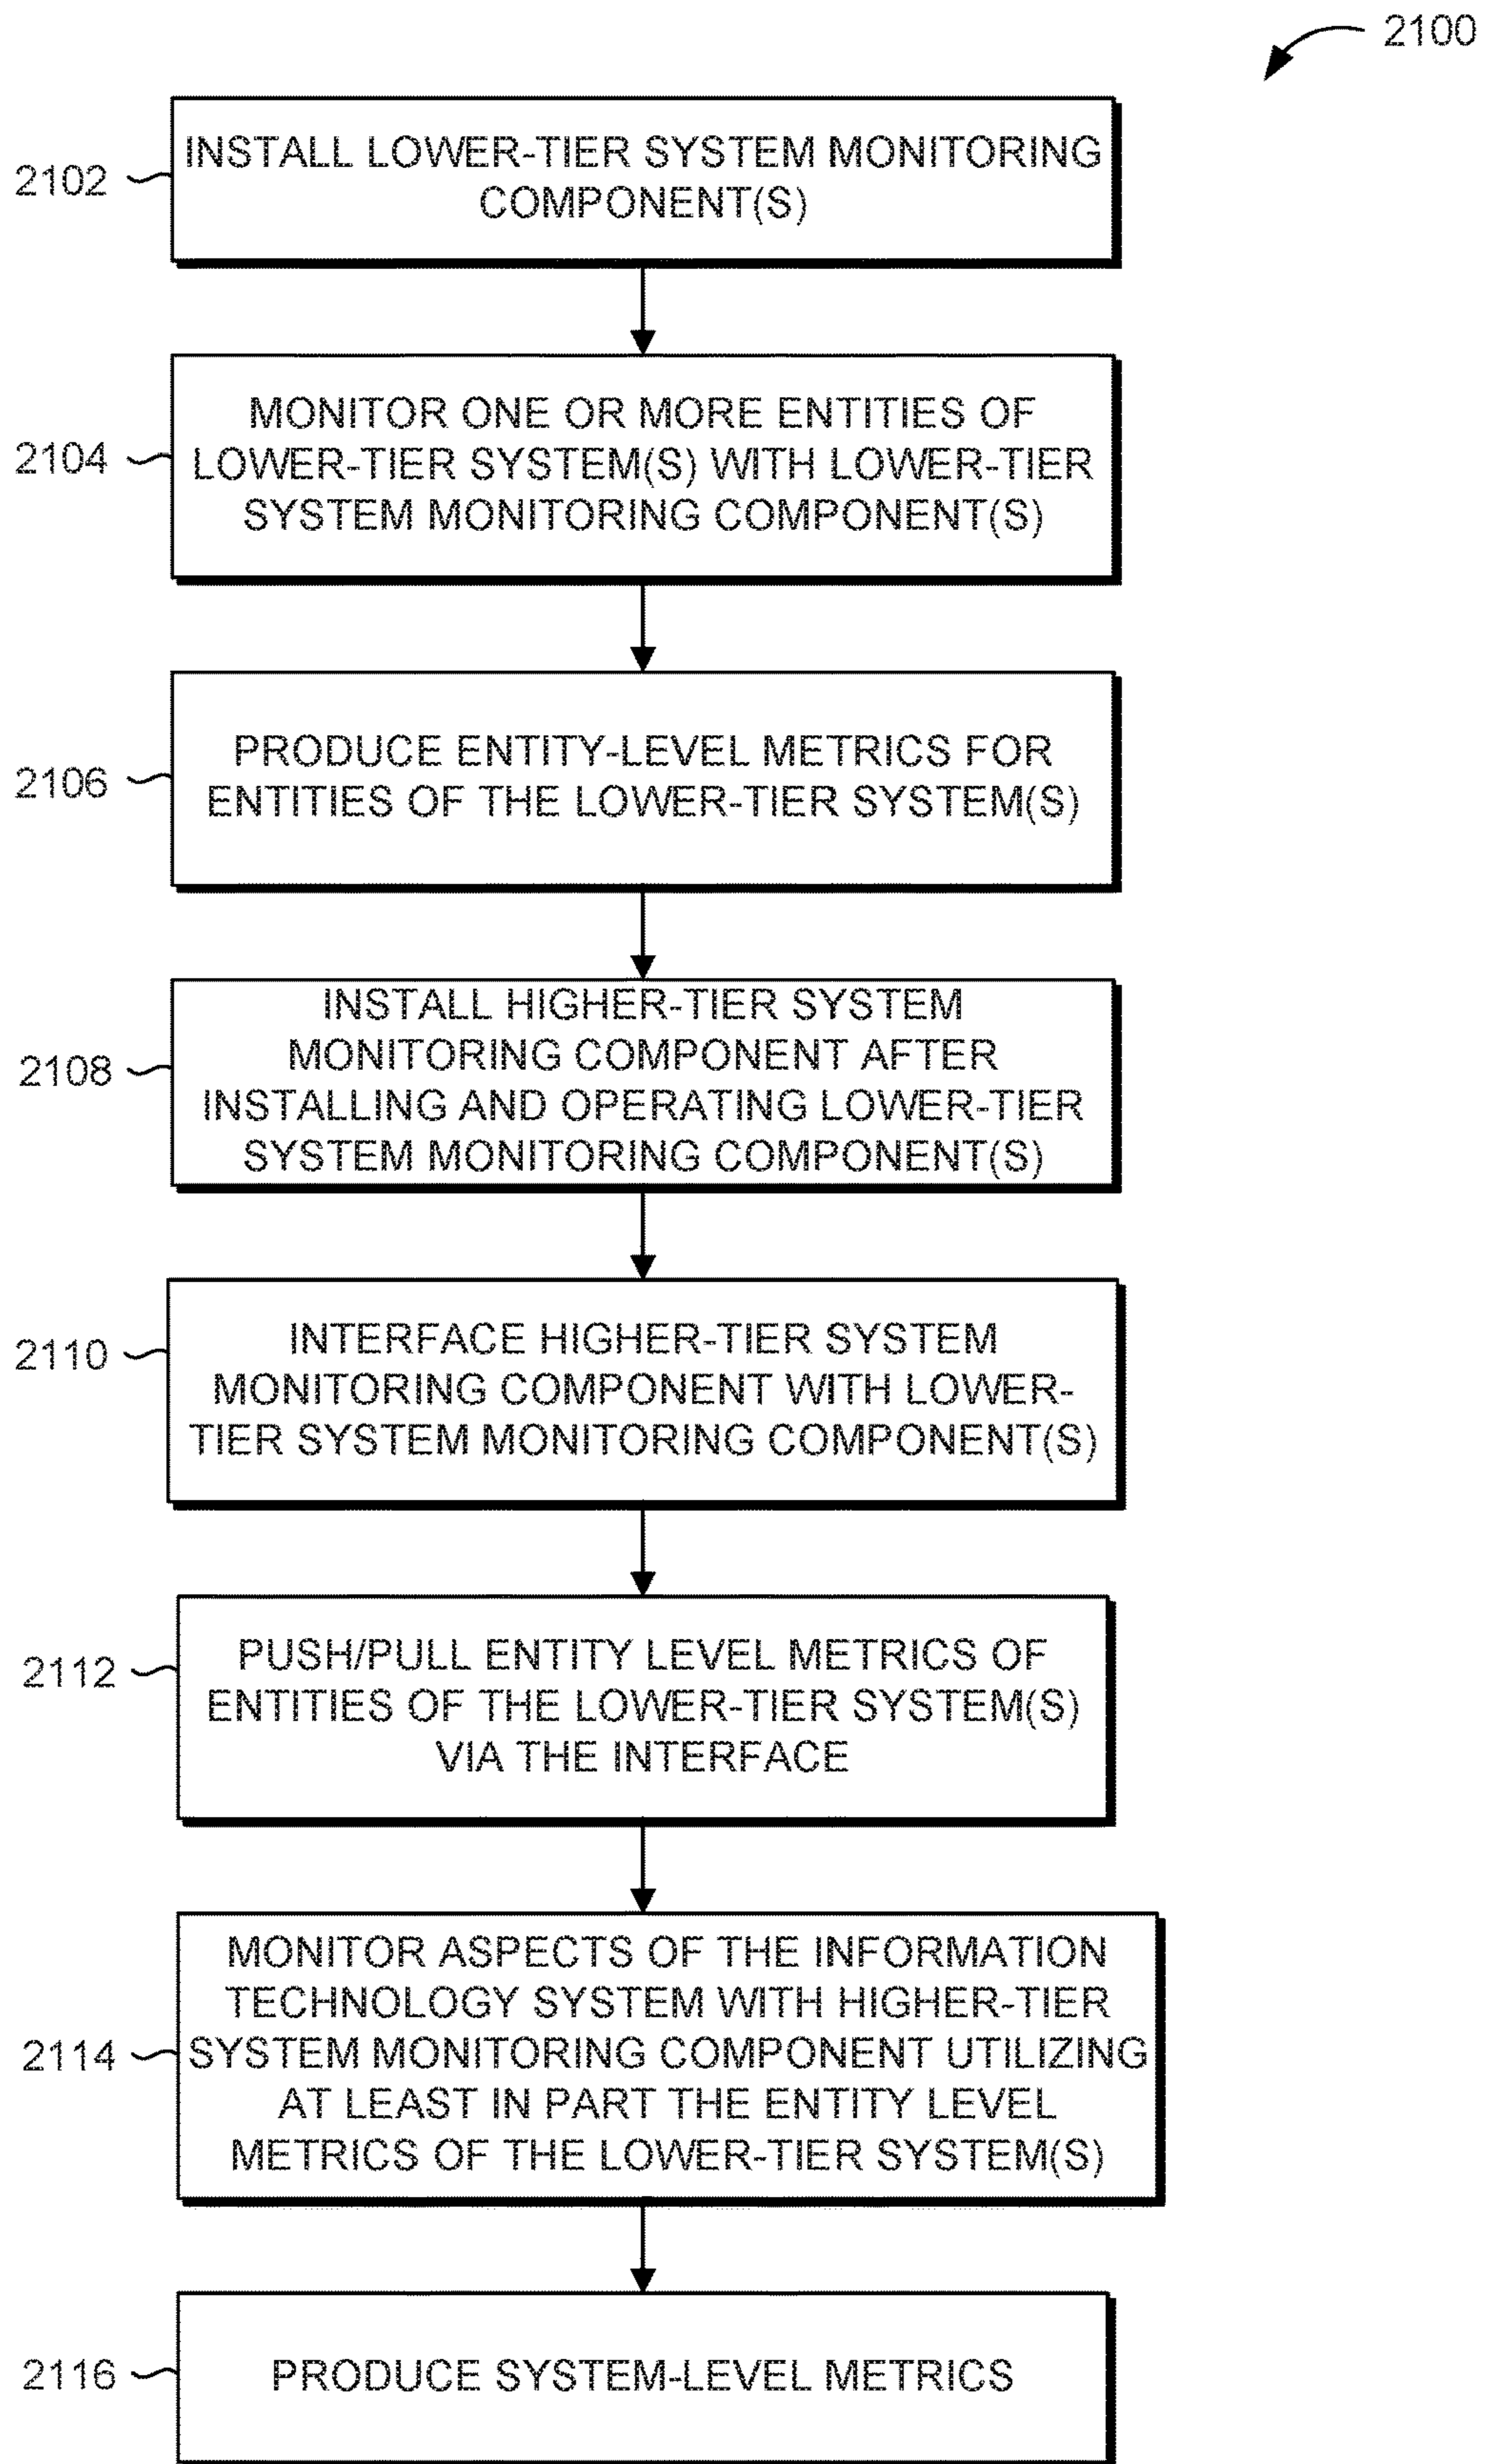 2100
2102
INSTALL LOWER-TIER SYSTEM MONITORING
COMPONENT(S)
2104
MONITOR ONE OR MORE ENTITIES OF
LOWER-TIER SYSTEM(S) WITH LOWER-TIER
SYSTEM MONITORING COMPONENT(S)
2106
PRODUCE ENTITY-LEVEL METRICS FOR
ENTITIES OF THE LOWER-TIER SYSTEM(S)
2108
INSTALL HIGHER-TIER SYSTEM
MONITORING COMPONENT AFTER
INSTALLING AND OPERATING LOWER-TIER
SYSTEM MONITORING COMPONENT(S)
2110
INTERFACE HIGHER-TIER SYSTEM
MONITORING COMPONENT WITH LOWER-
TIER SYSTEM MONITORING COMPONENT(S)
2112
PUSH/PULL ENTITY LEVEL METRICS OF
ENTITIES OF THE LOWER-TIER SYSTEM(S)
VIA THE INTERFACE
2114
MONITOR ASPECTS OF THE INFORMATION
TECHNOLOGY SYSTEM WITH HIGHER-TIER
SYSTEM MONITORING COMPONENT UTILIZING
AT LEAST IN PART THE ENTITY LEVEL
METRICS OF THE LOWER-TIER SYSTEM(S)
2116
PRODUCE SYSTEM-LEVEL METRICS